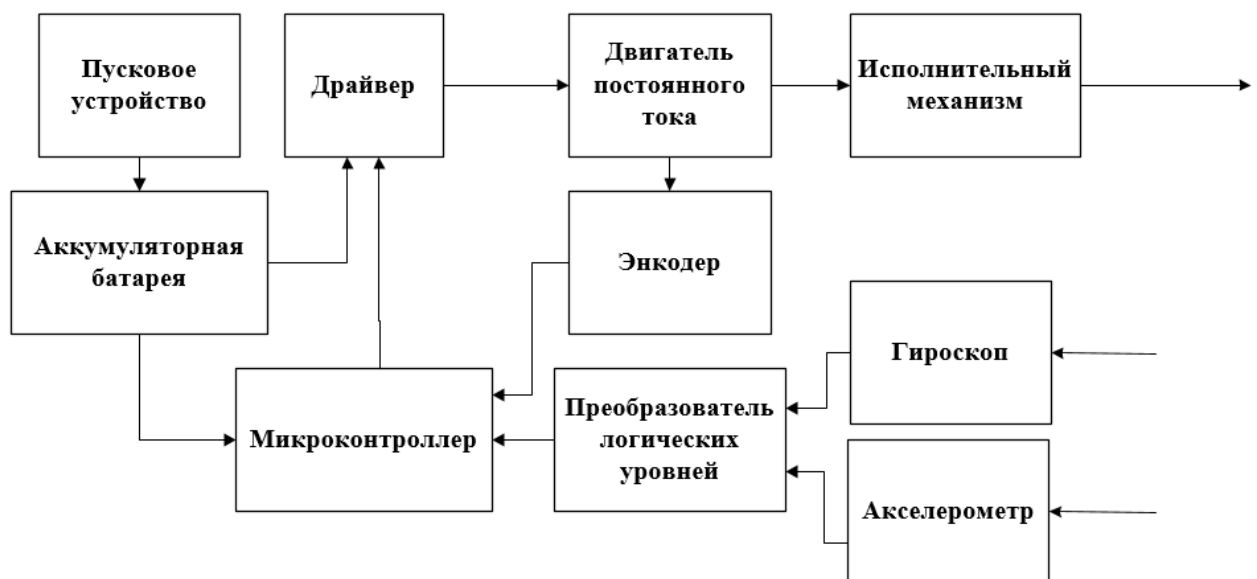 Пусковое
устройство
Драйвер
Двигатель
постоянного
тока
Исполнительный
механизм
Аккумуляторная
батарея
Энкодер
Гироскоп
Микроконтроллер
Преобразователь
логических
уровней
Акселерометр